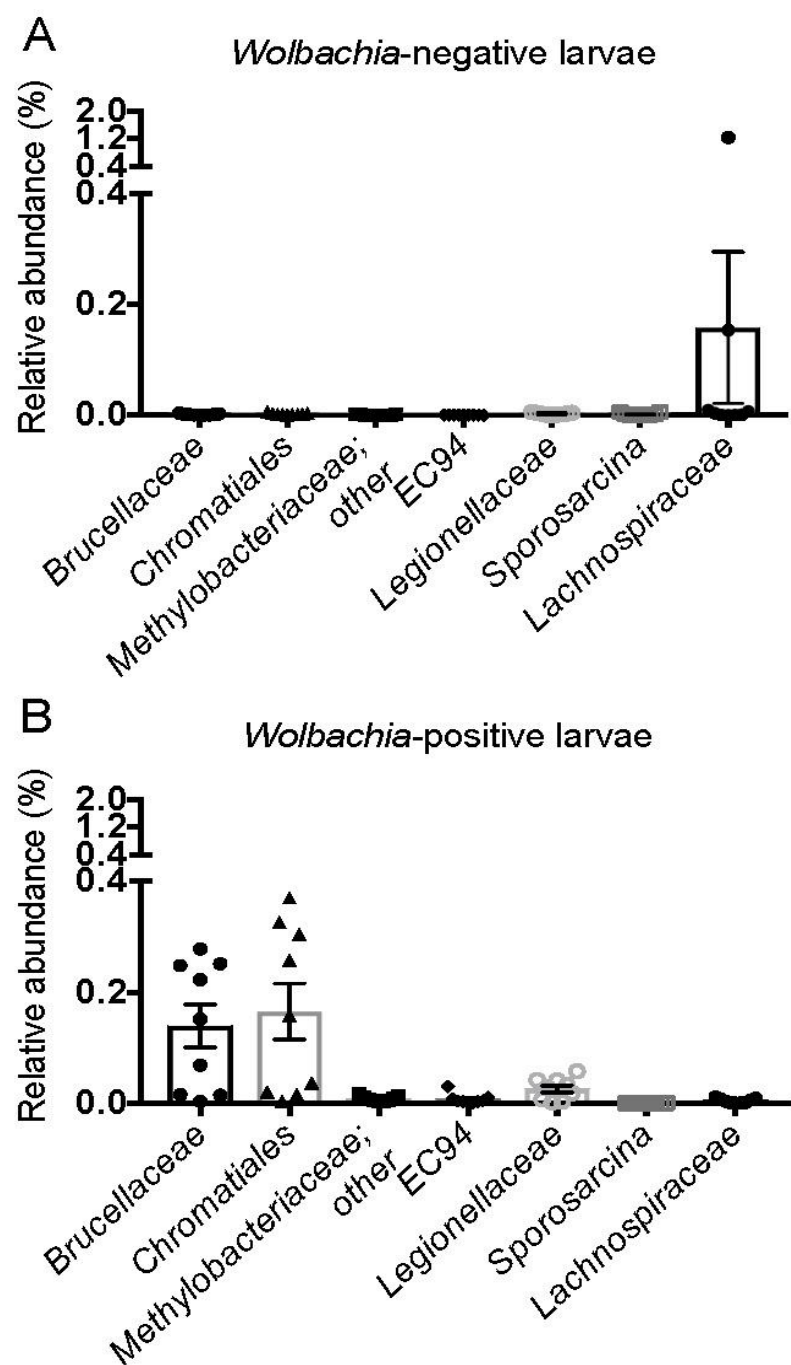 A
Wolbachia-negative larvae
Relative abundance (%)
2.0
1.2
0.4
0.4
0.2
0.0
Brucellaceae
Chromatiales
Methylobacteriaceae;
other
EC94
Legionellaceae
Sporosarcina
Lachnospiraceae
B
Wolbachia-positive larvae
Relative abundance (%)
2.0
1.2
0.4
0.4
0.2
0.0
Brucellaceae
Chromatiales
Methylobacteriaceae;
other
EC94
Legionellaceae
Sporosarcina
Lachnospiraceae